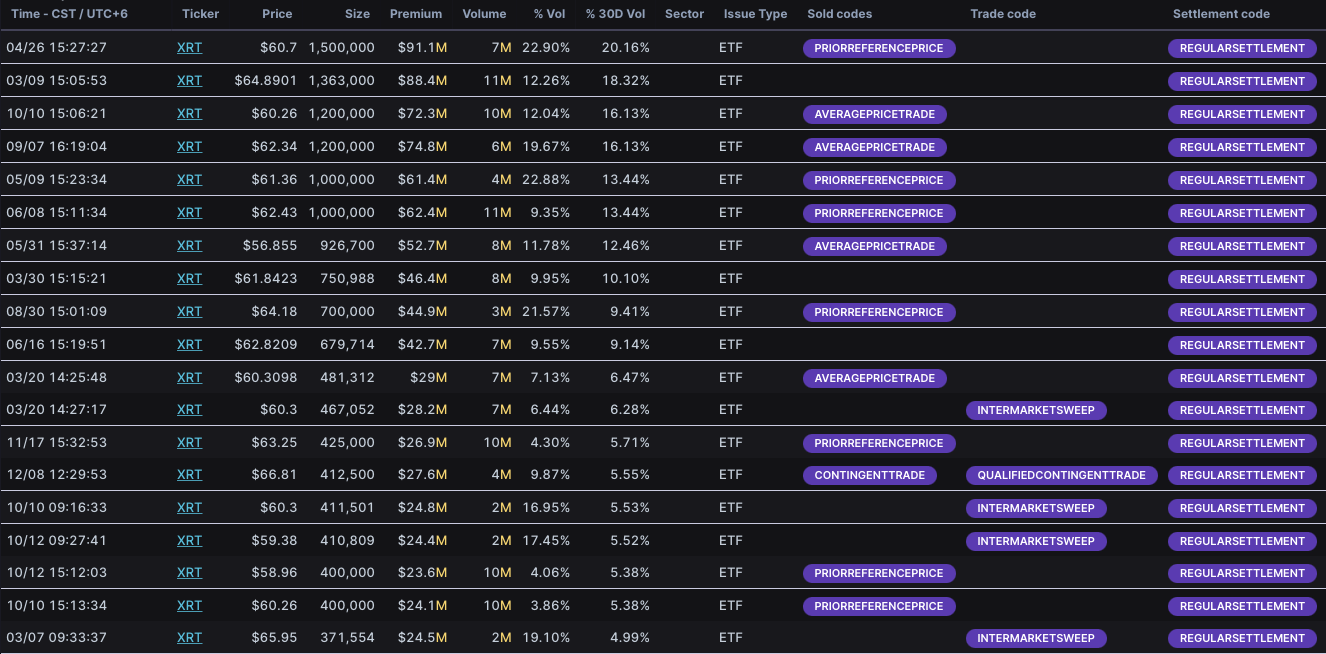 Time - CST / UTC+6 Ticker Price Size Premium Volume % Vol % 30D Vol Sector Issue Type Sold codes Trade code Settlement code
04/26 15:27:27 XRT $60.7 1,500,000 $91.1M 7M 22.90% 20.16% ETF PRIORREFERENCEPRICE REGULARSETTLEMENT
03/09 15:05:53 XRT $64.8901 1,363,000 $88.4M 11M 12.26% 18.32% ETF REGULARSETTLEMENT
10/10 15:06:21 XRT $60.26 1,200,000 $72.3M 10M 12.04% 16.13% ETF AVERAGEPRICETRADE REGULARSETTLEMENT
09/07 16:19:04 XRT $62.34 1,200,000 $74.8M 6M 19.67% 16.13% ETF AVERAGEPRICETRADE REGULARSETTLEMENT
05/09 15:23:34 XRT $61.36 1,000,000 $61.4M 4M 22.88% 13.44% ETF PRIORREFERENCEPRICE REGULARSETTLEMENT
06/08 15:11:34 XRT $62.43 1,000,000 $62.4M 11M 9.35% 13.44% ETF PRIORREFERENCEPRICE REGULARSETTLEMENT
05/31 15:37:14 XRT $56.855 926,700 $52.7M 8M 11.78% 12.46% ETF AVERAGEPRICETRADE REGULARSETTLEMENT
03/30 15:15:21 XRT $61.8423 750,988 $46.4M 8M 9.95% 10.10% ETF REGULARSETTLEMENT
08/30 15:01:09 XRT $64.18 700,000 $44.9M 3M 21.57% 9.41% ETF PRIORREFERENCEPRICE REGULARSETTLEMENT
06/16 15:19:51 XRT $62.8209 679,714 $42.7M 7M 9.55% 9.14% ETF REGULARSETTLEMENT
03/20 14:25:48 XRT $60.3098 481,312 $29M 7M 7.13% 6.47% ETF AVERAGEPRICETRADE REGULARSETTLEMENT
03/20 14:27:17 XRT $60.3 467,052 $28.2M 7M 6.44% 6.28% ETF INTERMARKETSWEEP REGULARSETTLEMENT
11/17 15:32:53 XRT $63.25 425,000 $26.9M 10M 4.30% 5.71% ETF PRIORREFERENCEPRICE REGULARSETTLEMENT
12/08 12:29:53 XRT $66.81 412,500 $27.6M 4M 9.87% 5.55% ETF CONTINGENTTRADE QUALIFIEDCONTINGENTTRADE REGULARSETTLEMENT
10/10 09:16:33 XRT $60.3 411,501 $24.8M 2M 16.95% 5.53% ETF INTERMARKETSWEEP REGULARSETTLEMENT
10/12 09:27:41 XRT $59.38 410,809 $24.4M 2M 17.45% 5.52% ETF INTERMARKETSWEEP REGULARSETTLEMENT
10/12 15:12:03 XRT $58.96 400,000 $23.6M 10M 4.06% 5.38% ETF PRIORREFERENCEPRICE REGULARSETTLEMENT
10/10 15:13:34 XRT $60.26 400,000 $24.1M 10M 3.86% 5.38% ETF PRIORREFERENCEPRICE REGULARSETTLEMENT
03/07 09:33:37 XRT $65.95 371,554 $24.5M 2M 19.10% 4.99% ETF INTERMARKETSWEEP REGULARSETTLEMENT